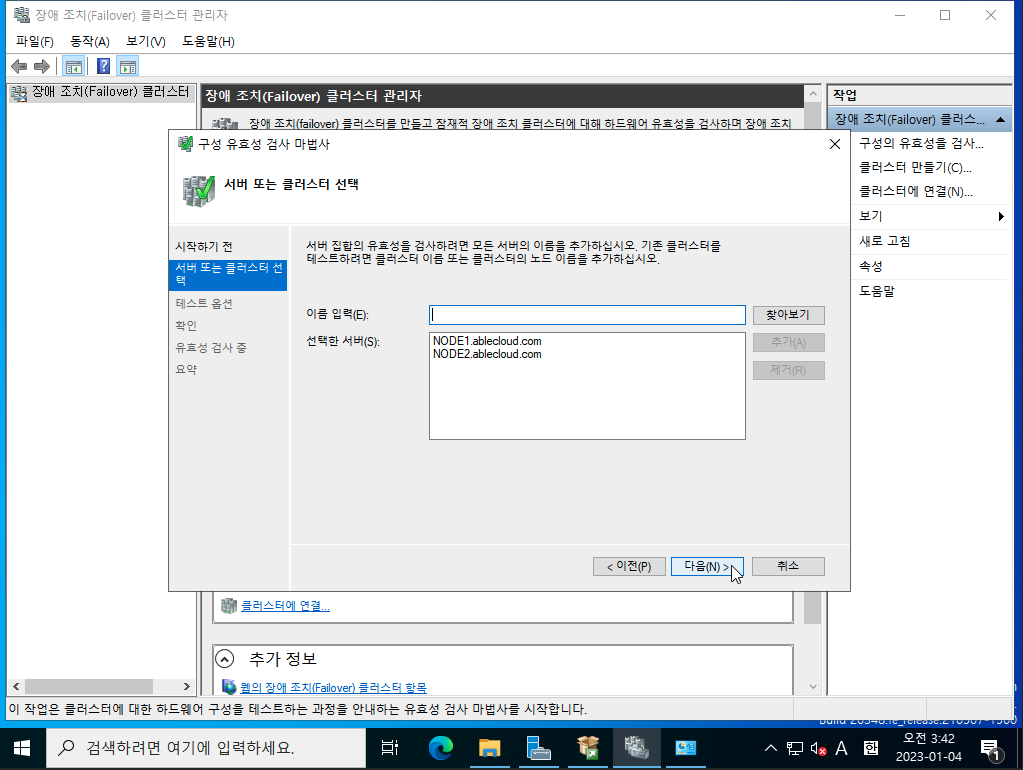 장애 조치(Failover) 클러스터 관리자
파일(F) 동작(A) 보기(V) 도움말(H)
장애 조치(Failover) 클러스터
장애 조치(Failover) 클러스터 관리자
장애 조치(failover) 클러스터를 만들고 잠재적 장애 조치 클러스터에 대해 하드웨어 유효성을 검사하며 장애 조치
작업
장애 조치(Failover) 클러스...
구성의 유효성을 검사...
클러스터 만들기(C)...
클러스터에 연결(N)...
보기
새로 고침
속성
도움말
구성 유효성 검사 마법사
서버 또는 클러스터 선택
시작하기 전
서버 또는 클러스터 선
택
테스트 옵션
확인
유효성 검사 중
요약
서버 집합의 유효성을 검사하려면 모든 서버의 이름을 추가하십시오. 기존 클러스터를
테스트하려면 클러스터 이름 또는 클러스터의 노드 이름을 추가하십시오.
이름 입력(E):
찾아보기
선택한 서버(S):
NODE1.ablecloud.com
NODE2.ablecloud.com
추가(A)
제거(R)
< 이전(P)
다음(N) >
취소
클러스터에 연결...
추가 정보
웹의 장애 조치(Failover) 클러스터 항목
이 작업은 클러스터에 대한 하드웨어 구성을 테스트하는 과정을 안내하는 유효성 검사 마법사를 시작합니다.
검색하려면 여기에 입력하세요.
A
한
오전 3:42
2023-01-04
1